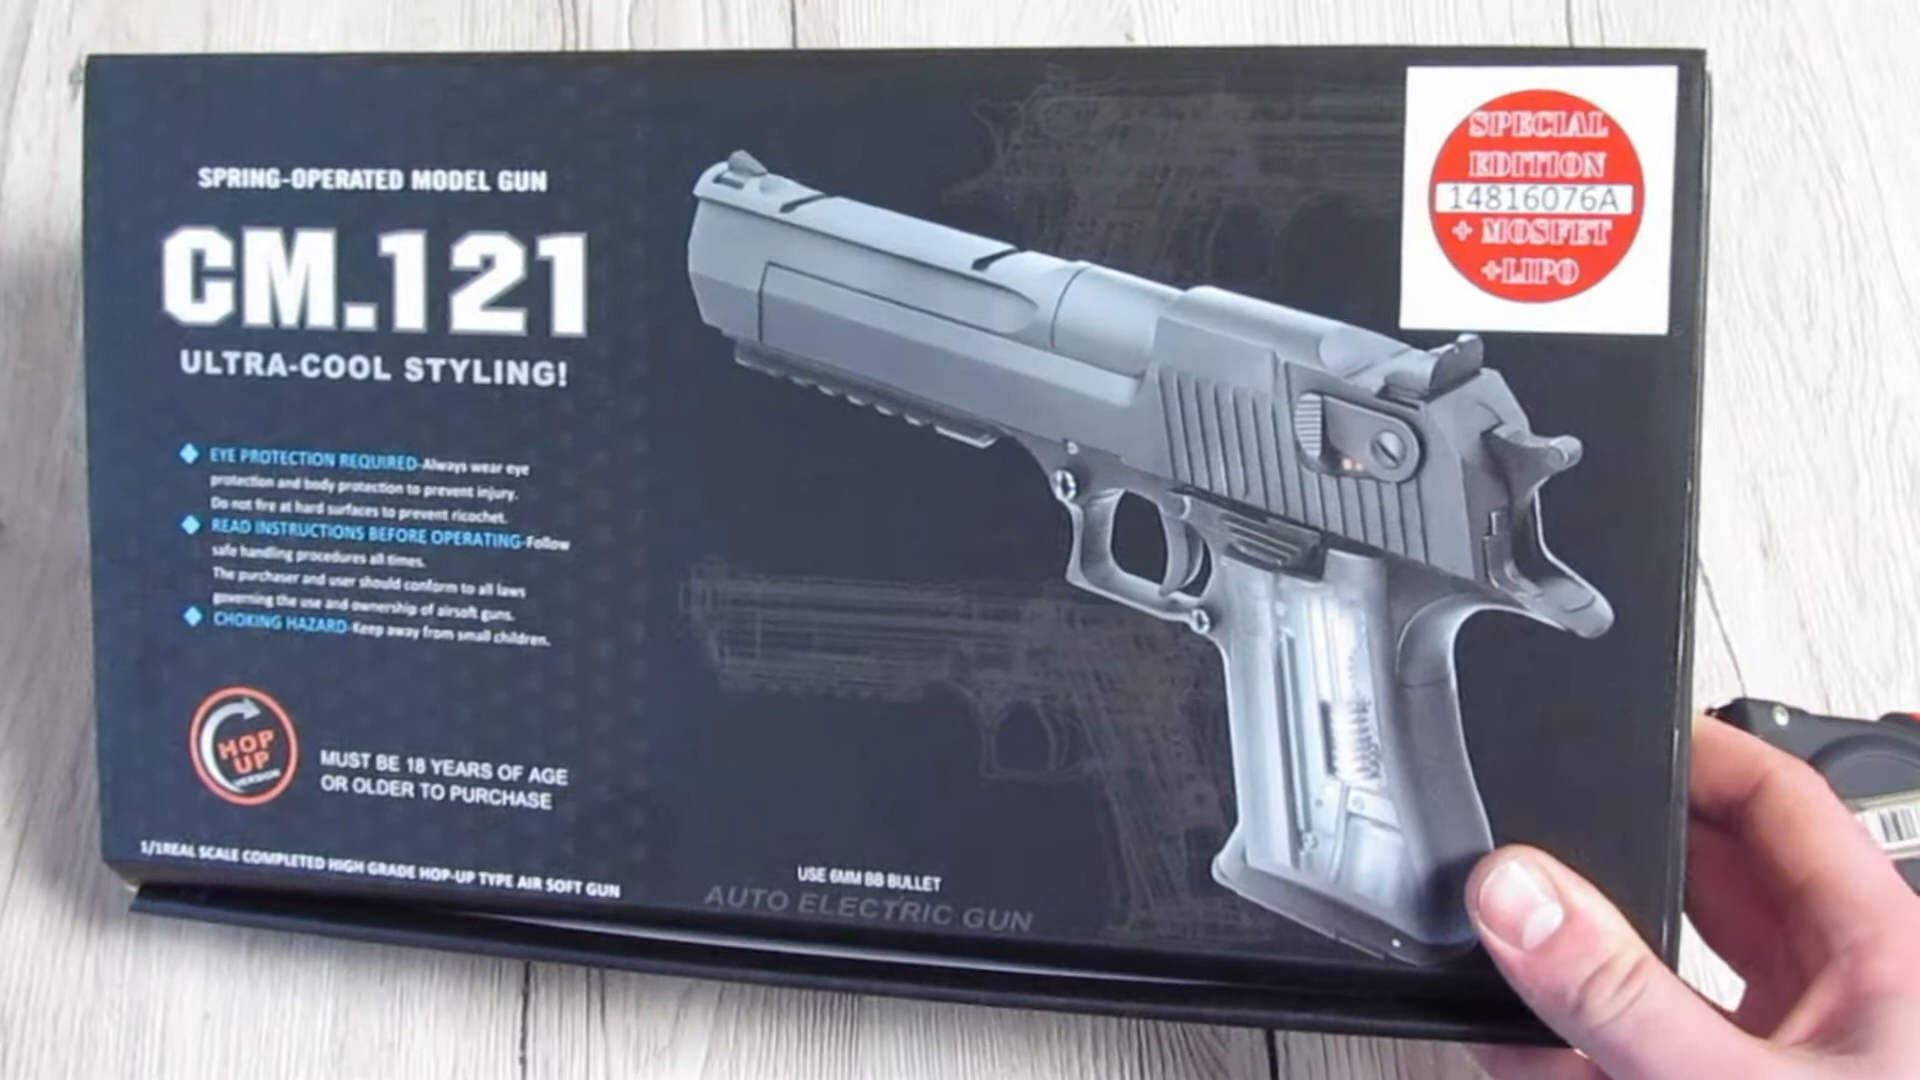 SPRING-OPERATED MODEL GUN
CM.121
ULTRA-COOL STYLING!
EYE PROTECTION REQUIRED-Always wear eye
protection and body protection to prevent injury.
Do not fire at hard surfaces to prevent ricochet.
READ INSTRUCTIONS BEFORE OPERATING-Follow
safe handling procedures all times.
The purchaser and user should conform to all laws
governing the use and ownership of airsoft guns.
CHOKING HAZARD-Keep away from small children.
HOP
UP
VERSION
MUST BE 18 YEARS OF AGE
OR OLDER TO PURCHASE
1/1REAL SCALE COMPLETED HIGH GRADE HOP-UP TYPE AIR SOFT GUN
USE 6MM BB BULLET
AUTO ELECTRIC GUN
SPECIAL
EDITION
14816076A
+ MOSFET
+LIPO